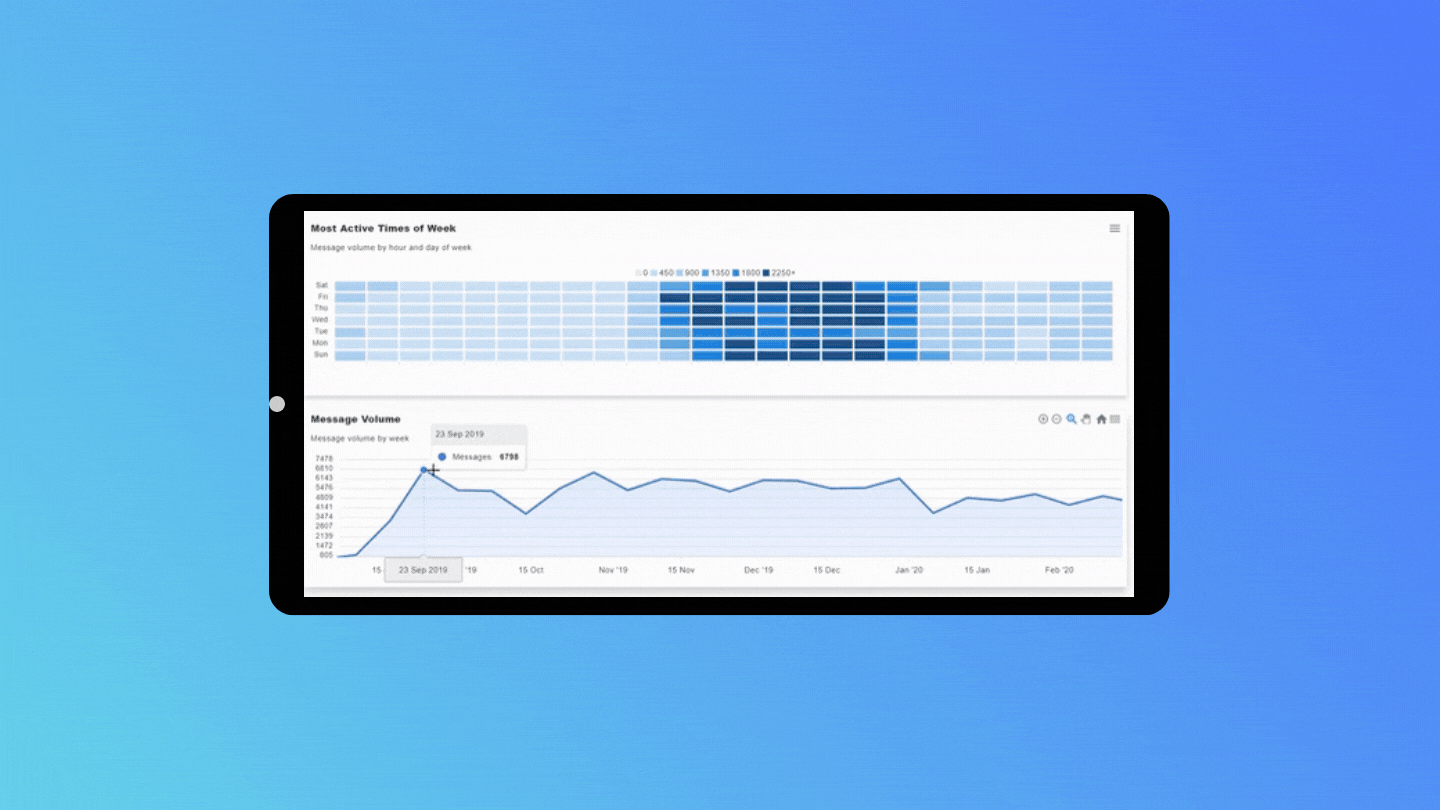 Most Active Times of Week
Message volume by hour and day of week
0 450 900 1350 1800 2250+
Sat
Fri
Thu
Wed
Tue
Mon
Sun
Message Volume
Message volume by week
23 Sep 2019
Messages: 6798
7478
6810
6143
5476
4809
4141
3474
2807
2139
1472
805
15 23 Sep 2019 '19 15 Oct Nov '19 15 Nov Dec '19 15 Dec Jan '20 15 Jan Feb '20